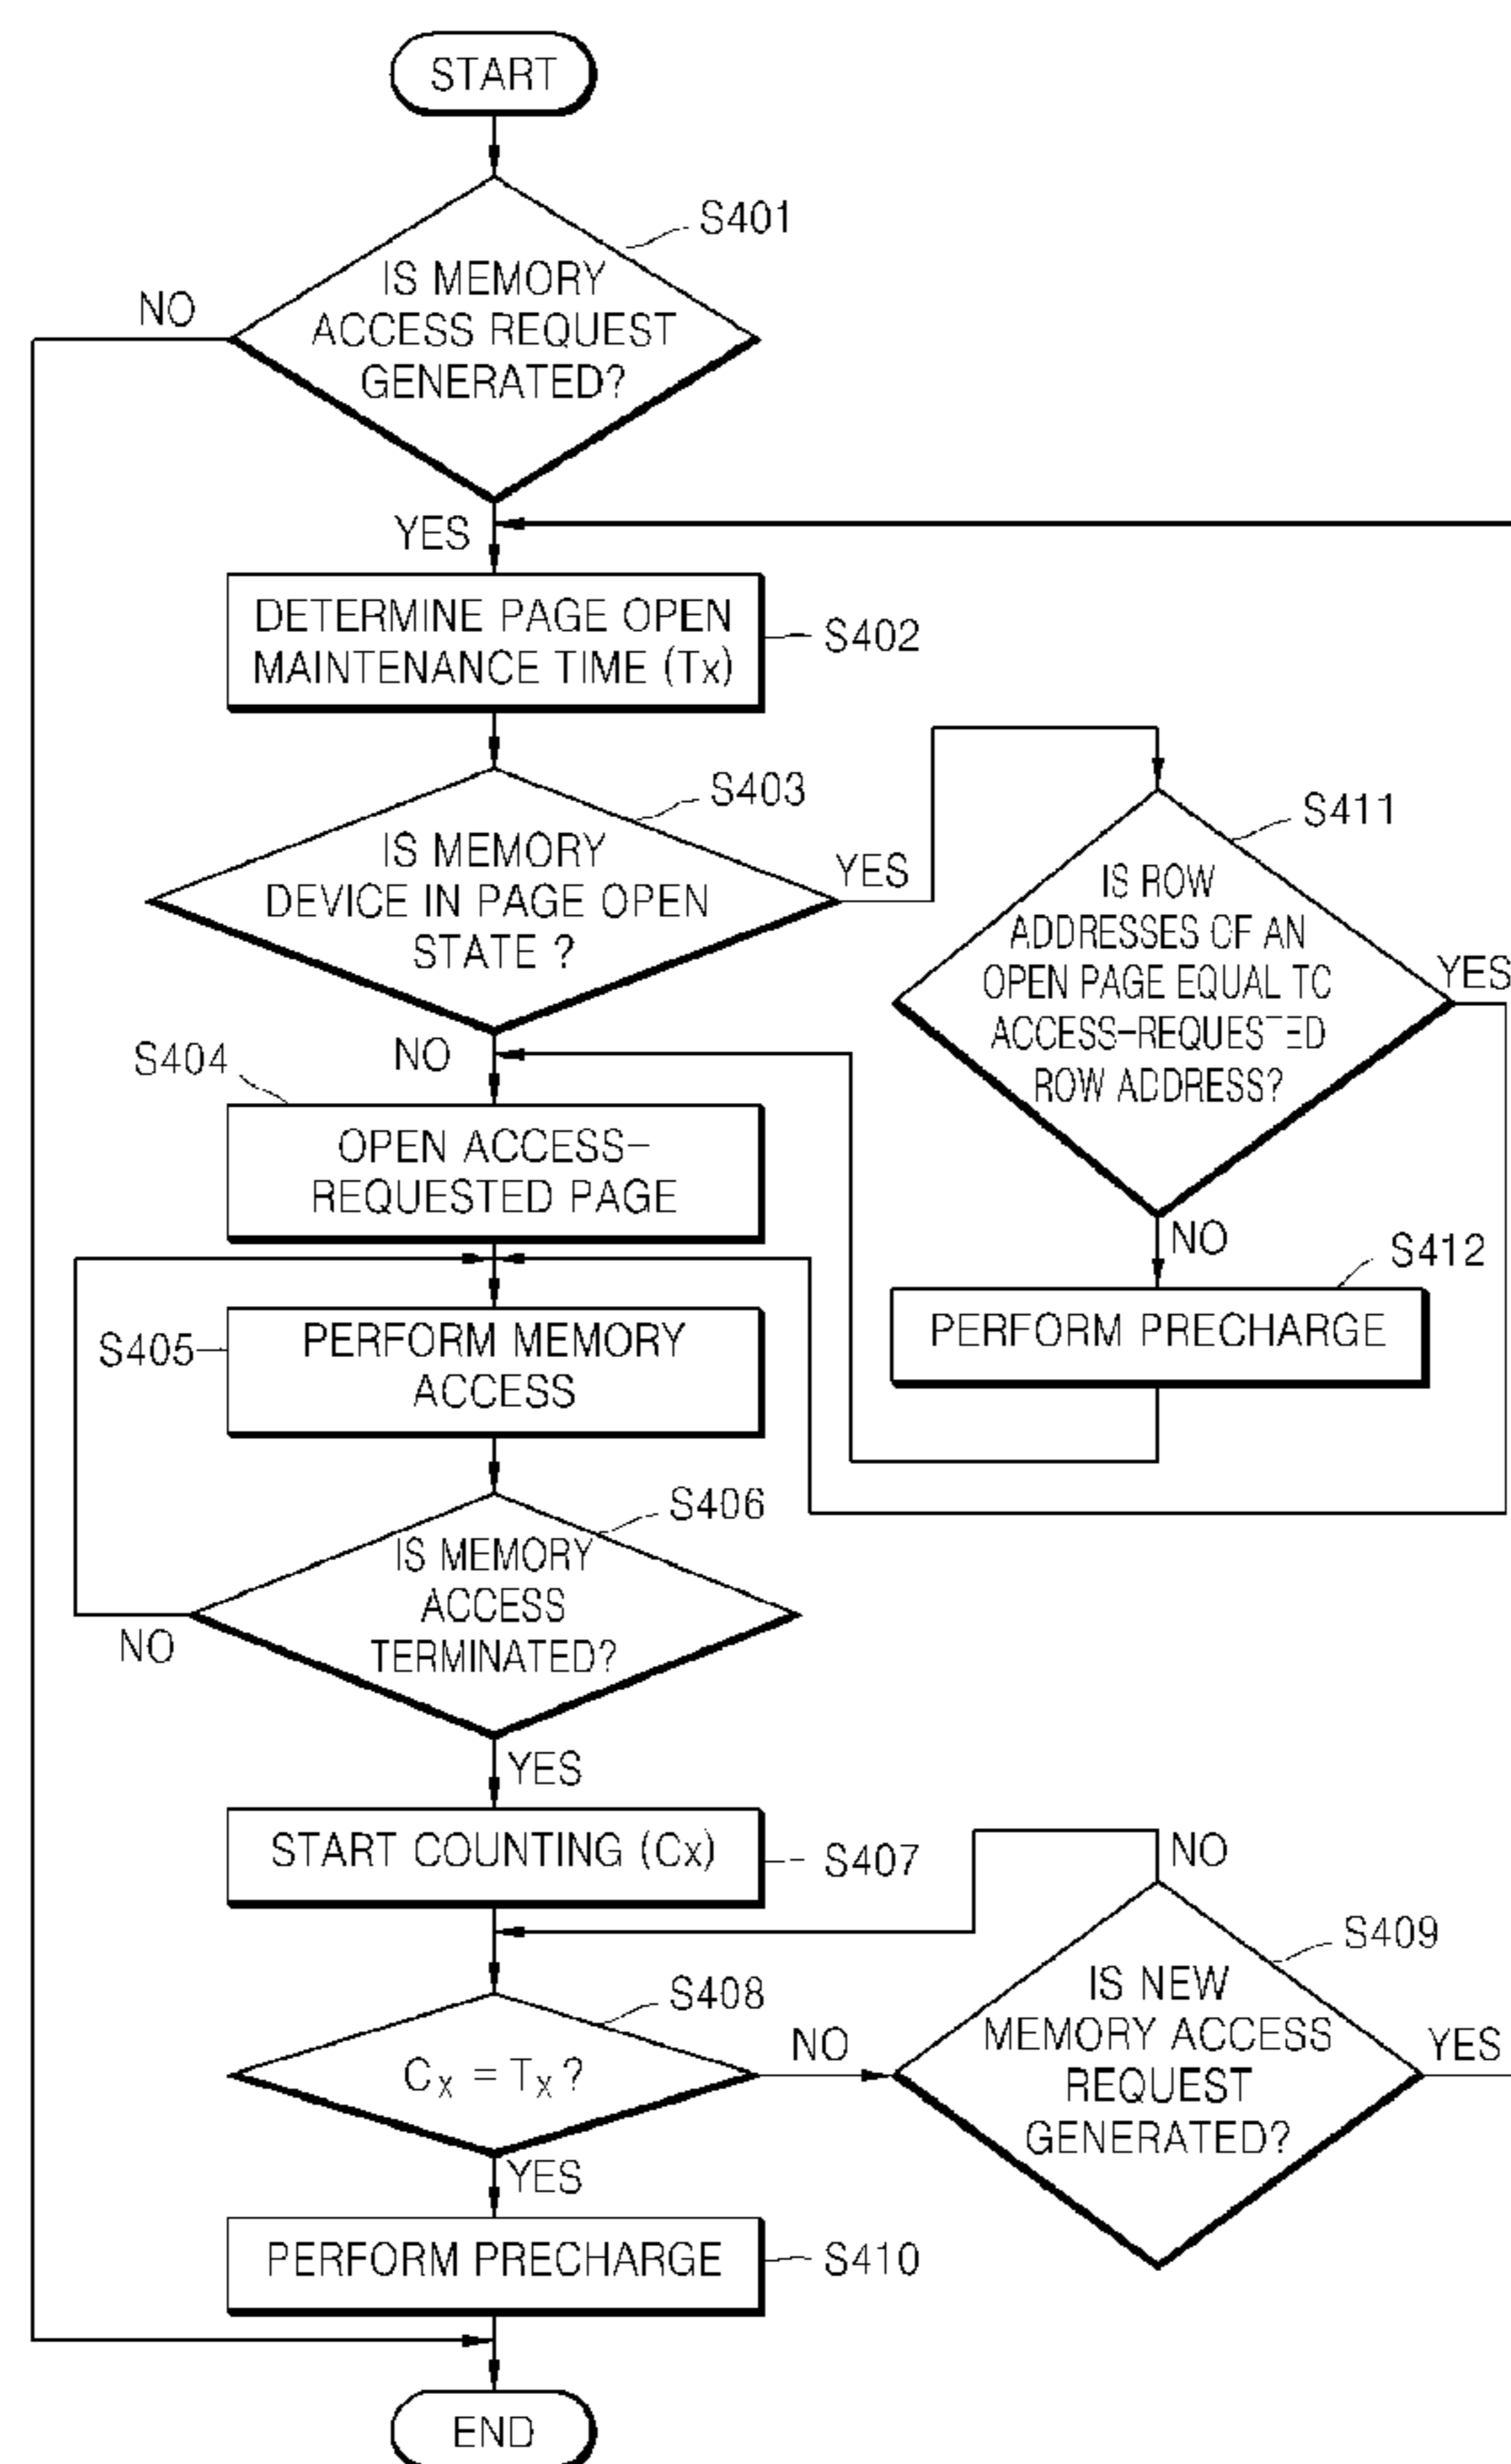 START
S401
IS MEMORY
ACCESS REQUEST
GENERATED?
NO
YES
DETERMINE PAGE OPEN
MAINTENANCE TIME (Tx)
S402
S403
IS MEMORY
DEVICE IN PAGE OPEN
STATE ?
YES
NO
S411
IS ROW
ADDRESSES OF AN
OPEN PAGE EQUAL TO
ACCESS-REQUESTED
ROW ADDRESS?
YES
NO
S404
OPEN ACCESS-
REQUESTED PAGE
S412
PERFORM PRECHARGE
S405
PERFORM MEMORY
ACCESS
S406
IS MEMORY
ACCESS
TERMINATED?
NO
YES
START COUNTING (Cx)
S407
S408
Cx = Tx ?
NO
YES
S409
IS NEW
MEMORY ACCESS
REQUEST
GENERATED?
NO
YES
PERFORM PRECHARGE
S410
END